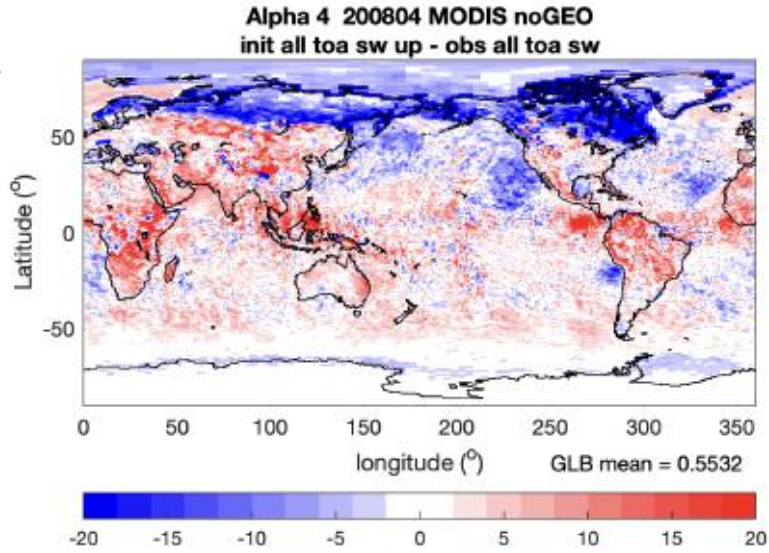 Alpha 4 200804 MODIS noGEO
init all toa sw up - obs all toa sw
50
0
-50
Latitude (°)
0 50 100 150 200 250 300 350
longitude (°)
GLB mean = 0.5532
-20 -15 -10 -5 0 5 10 15 20